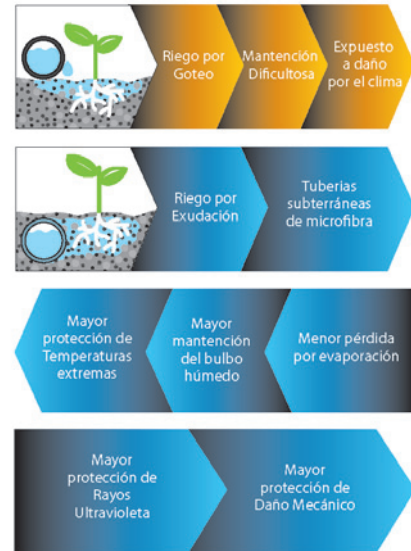 Riego por
Goteo
Mantención
Dificultosa
Expuesto
a daño
por el clima
Riego por
Exudación
Tuberias
subterráneas
de microfibra
Mayor
protección de
Temperaturas
extremas
Mayor
mantención
del bulbo
húmedo
Menor pérdida
por evaporación
Mayor
protección de
Rayos
Ultravioleta
Mayor
protección de
Daño Mecánico